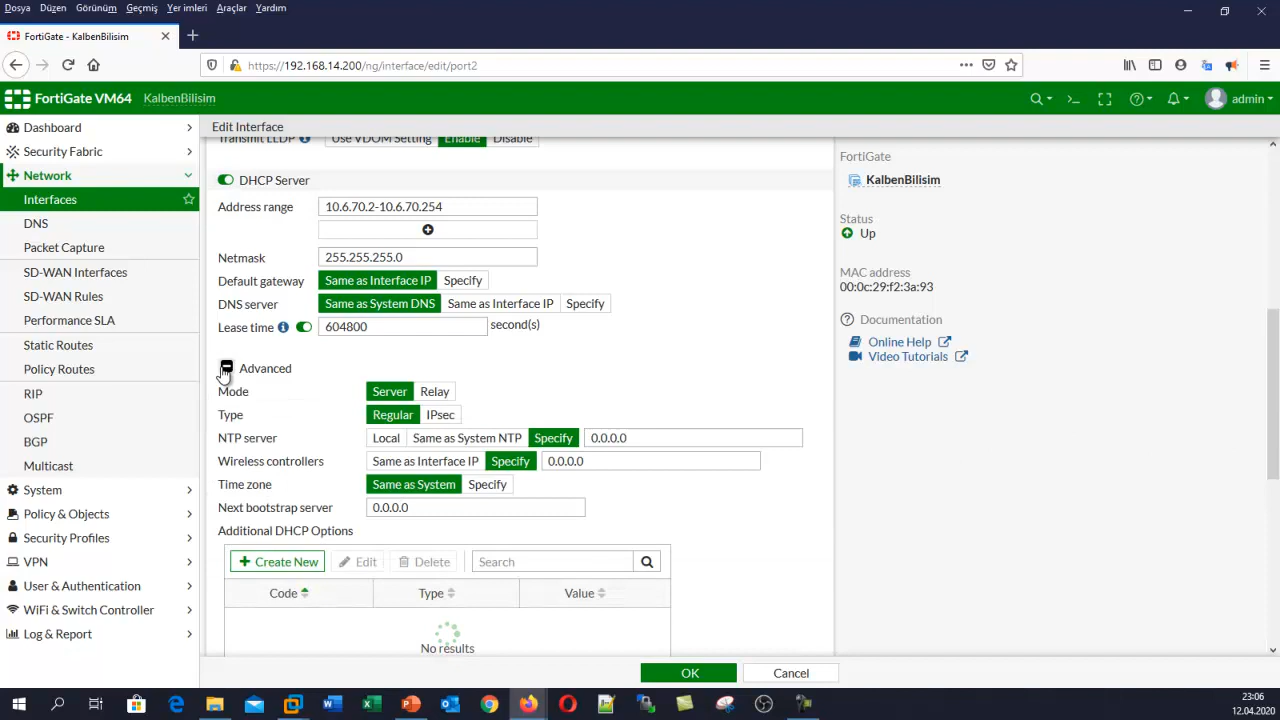 Dosya Düzen Görünüm Geçmiş Yer imleri Araçlar Yardım
FortiGate - KalbenBilisim
https://192.168.14.200/ng/interface/edit/port2
FortiGate VM64 KalbenBilisim admin
Dashboard
Security Fabric
Network
Interfaces
DNS
Packet Capture
SD-WAN Interfaces
SD-WAN Rules
Performance SLA
Static Routes
Policy Routes
RIP
OSPF
BGP
Multicast
System
Policy & Objects
Security Profiles
VPN
User & Authentication
WiFi & Switch Controller
Log & Report
Edit Interface
Transmit LLDP Use VDOM Setting Enable Disable
DHCP Server
Address range 10.6.70.2-10.6.70.254
Netmask 255.255.255.0
Default gateway Same as Interface IP Specify
DNS server Same as System DNS Same as Interface IP Specify
Lease time 604800 second(s)
Advanced
Mode Server Relay
Type Regular IPsec
NTP server Local Same as System NTP Specify 0.0.0.0
Wireless controllers Same as Interface IP Specify 0.0.0.0
Time zone Same as System Specify
Next bootstrap server 0.0.0.0
Additional DHCP Options
Create New Edit Delete Search
Code Type Value
No results
OK Cancel
FortiGate
KalbenBilisim
Status
Up
MAC address
00:0c:29:f2:3a:93
Documentation
Online Help
Video Tutorials
23:06
12.04.2020